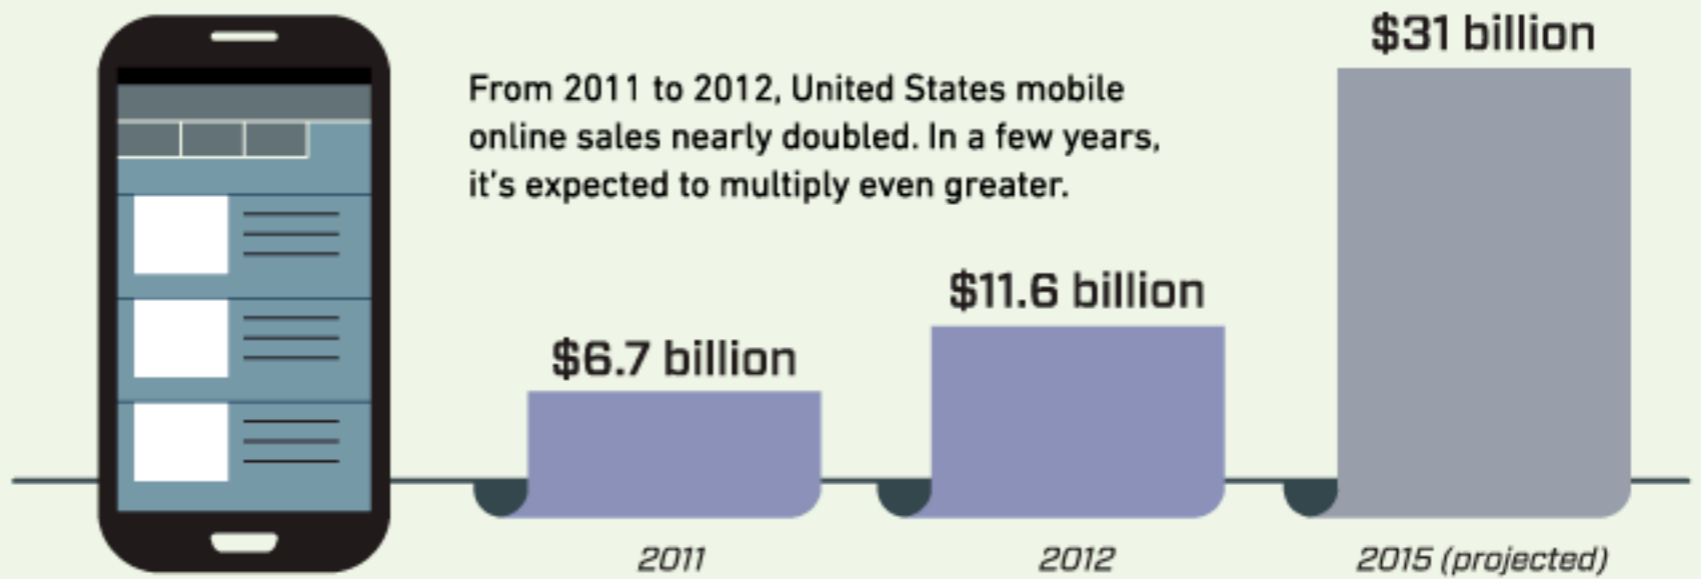 $31 billion
From 2011 to 2012, United States mobile
online sales nearly doubled. In a few years,
it's expected to multiply even greater.
$11.6 billion
$6.7 billion
2011
2012
2015 (projected)